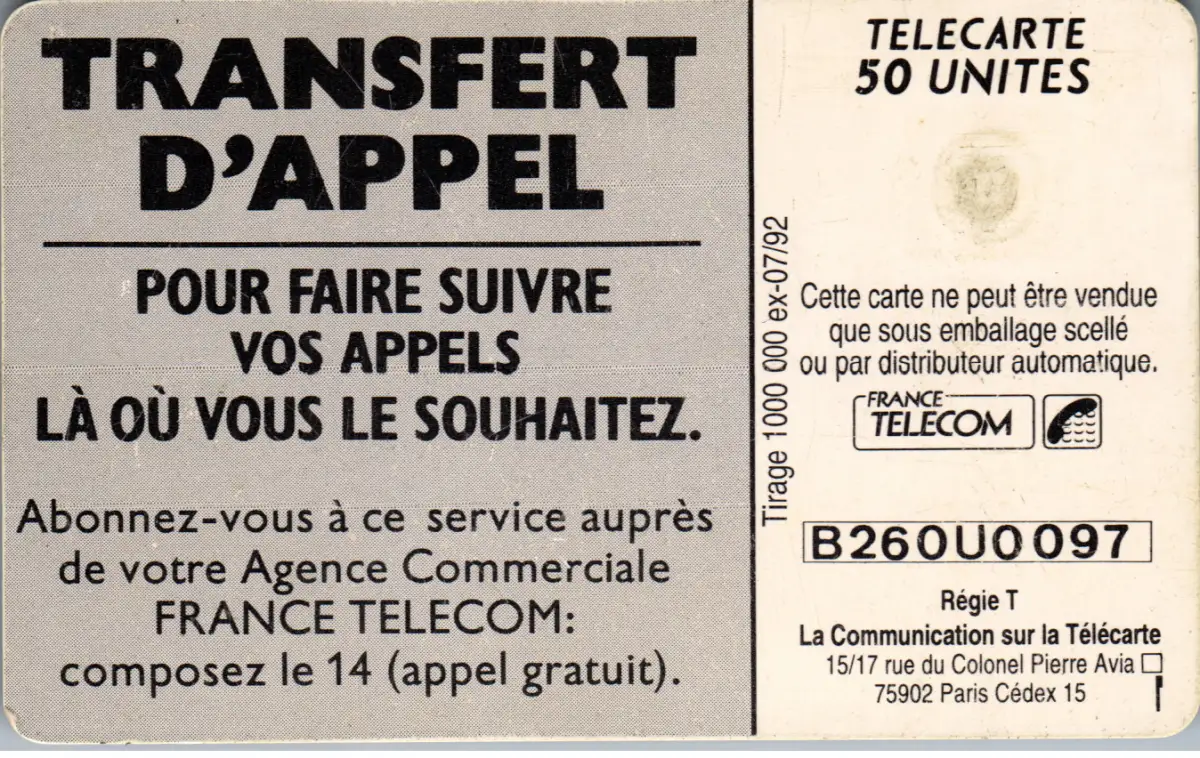 TRANSFERT
D'APPEL
POUR FAIRE SUIVRE
VOS APPELS
LÀ OÙ VOUS LE SOUHAITEZ.
Abonnez-vous à ce service auprès
de votre Agence Commerciale
FRANCE TELECOM:
composez le 14 (appel gratuit).
Tirage 1000 000 ex-07/92
TELECARTE
50 UNITES
Cette carte ne peut être vendue
que sous emballage scellé
ou par distributeur automatique.
FRANCE
TELECOM
B260U0097
Régie T
La Communication sur la Télécarte
15/17 rue du Colonel Pierre Avia
75902 Paris Cédex 15